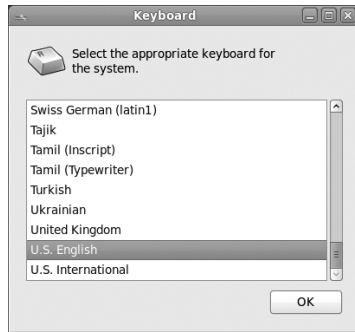 Keyboard
Select the appropriate keyboard for
the system.
Swiss German (latin1)
Tajik
Tamil (Inscript)
Tamil (Typewriter)
Turkish
Ukrainian
United Kingdom
U.S. English
U.S. International
OK